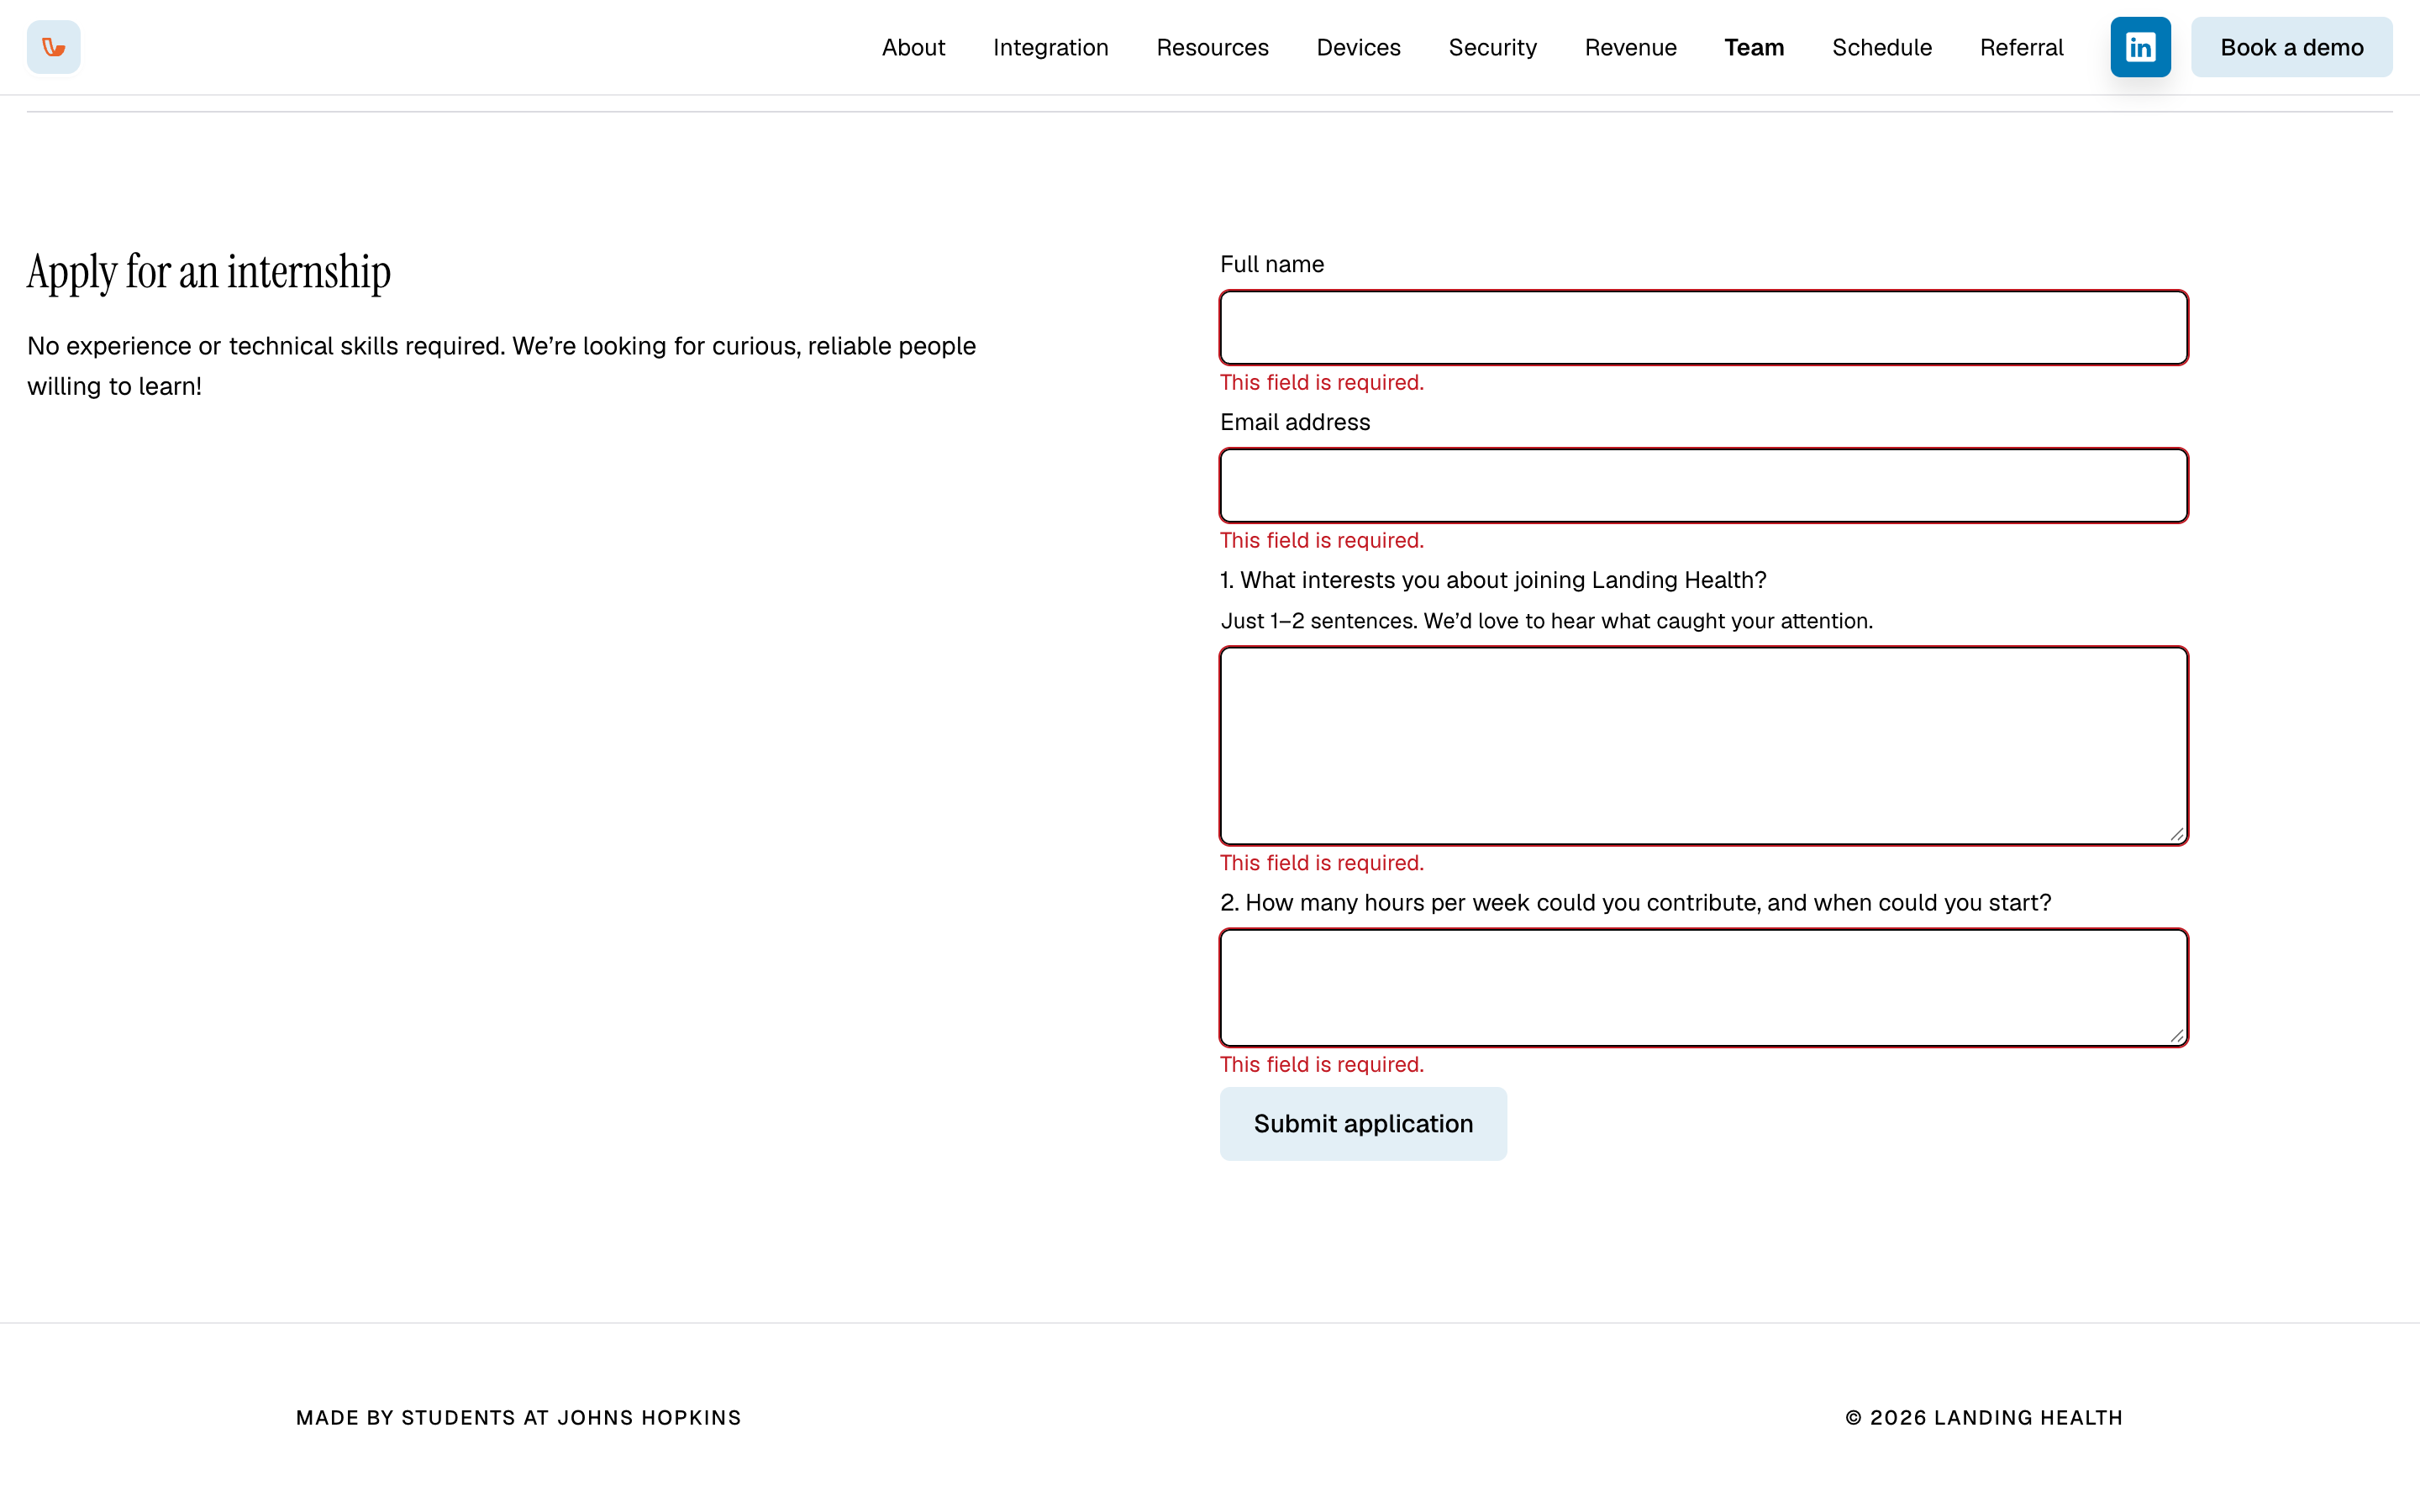 About Integration Resources Devices Security Revenue Team Schedule Referral in Book a demo
Apply for an internship
No experience or technical skills required. We’re looking for curious, reliable people
willing to learn!
Full name
This field is required.
Email address
This field is required.
1. What interests you about joining Landing Health?
Just 1–2 sentences. We’d love to hear what caught your attention.
This field is required.
2. How many hours per week could you contribute, and when could you start?
This field is required.
Submit application
MADE BY STUDENTS AT JOHNS HOPKINS
© 2026 LANDING HEALTH